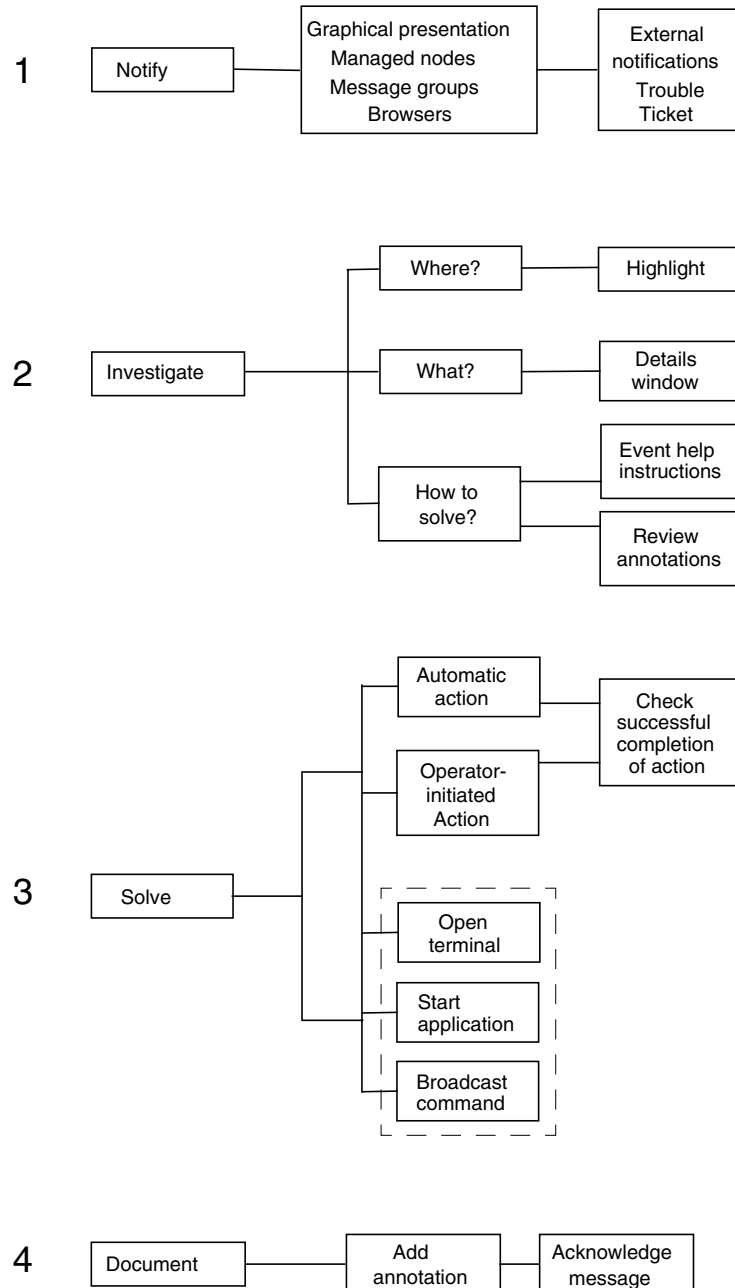 1
Notify
Graphical presentation
Managed nodes
Message groups
Browsers
External
notifications
Trouble
Ticket
2
Investigate
Where?
Highlight
What?
Details
window
How to
solve?
Event help
instructions
Review
annotations
3
Solve
Automatic
action
Operator-
initiated
Action
Check
successful
completion
of action
Open
terminal
Start
application
Broadcast
command
4
Document
Add
annotation
Acknowledge
message